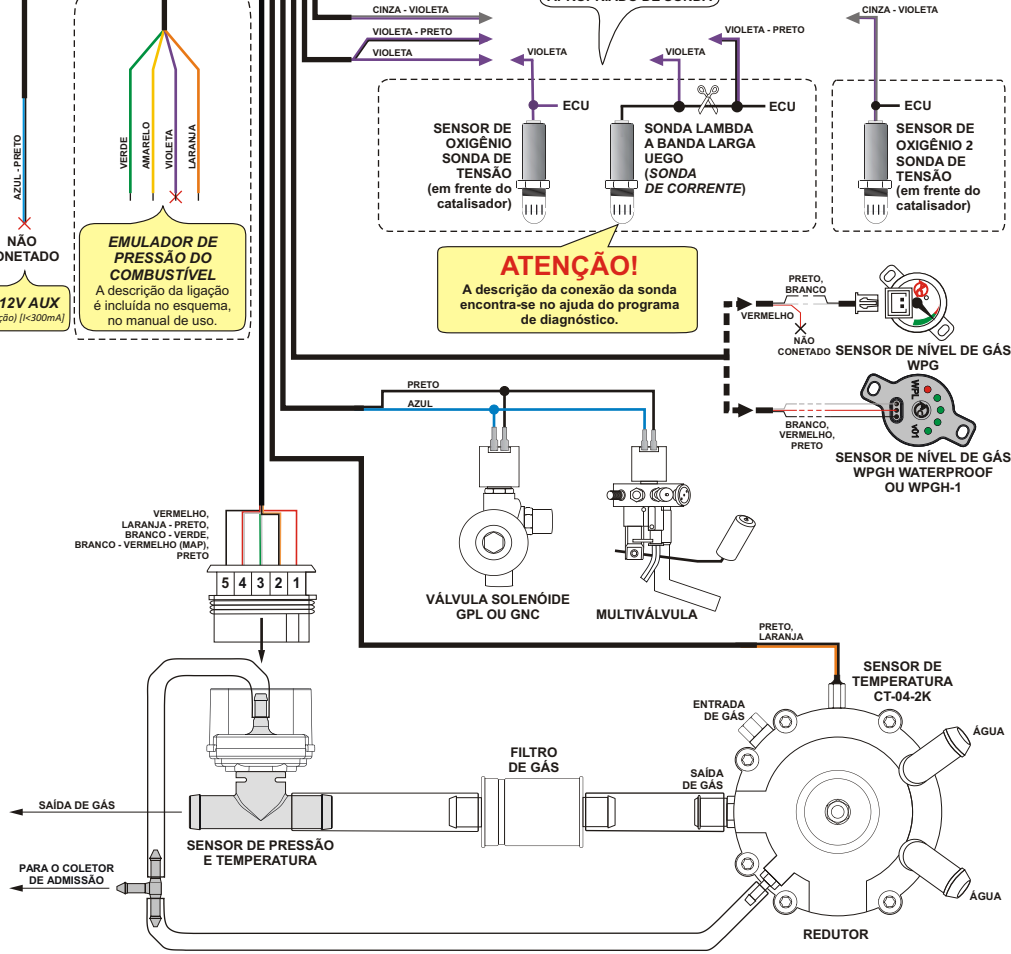 APROPRIADO DE SONDA
CINZA - VIOLETA
VIOLETA - PRETO
VIOLETA
VIOLETA
VIOLETA
VIOLETA - PRETO
CINZA - VIOLETA
ECU
ECU
ECU
SENSOR DE
OXIGÊNIO
SONDA DE
TENSÃO
(em frente do
catalisador)
SONDA LAMBDA
A BANDA LARGA
UEGO
(SONDA
DE CORRENTE)
SENSOR DE
OXIGÊNIO 2
SONDA DE
TENSÃO
(em frente do
catalisador)
AZUL - PRETO
VERDE
AMARELO
VIOLETA
LARANJA
NÃO
ONETADO
12V AUX
ção) [I<300mA]
EMULADOR DE
PRESSÃO DO
COMBUSTÍVEL
A descrição da ligação
é incluída no esquema,
no manual de uso.
ATENÇÃO!
A descrição da conexão da sonda
encontra-se no ajuda do programa
de diagnóstico.
PRETO,
BRANCO
VERMELHO
NÃO
CONETADO
SENSOR DE NÍVEL DE GÁS
WPG
WPL
V01
BRANCO,
VERMELHO,
PRETO
SENSOR DE NÍVEL DE GÁS
WPGH WATERPROOF
OU WPGH-1
PRETO
AZUL
VÁLVULA SOLENÓIDE
GPL OU GNC
MULTIVÁLVULA
VERMELHO,
LARANJA - PRETO,
BRANCO - VERDE,
BRANCO - VERMELHO (MAP),
PRETO
5 4 3 2 1
PRETO,
LARANJA
SENSOR DE
TEMPERATURA
CT-04-2K
ENTRADA
DE GÁS
ÁGUA
FILTRO
DE GÁS
SAÍDA
DE GÁS
SAÍDA DE GÁS
SENSOR DE PRESSÃO
E TEMPERATURA
PARA O COLETOR
DE ADMISSÃO
ÁGUA
REDUTOR